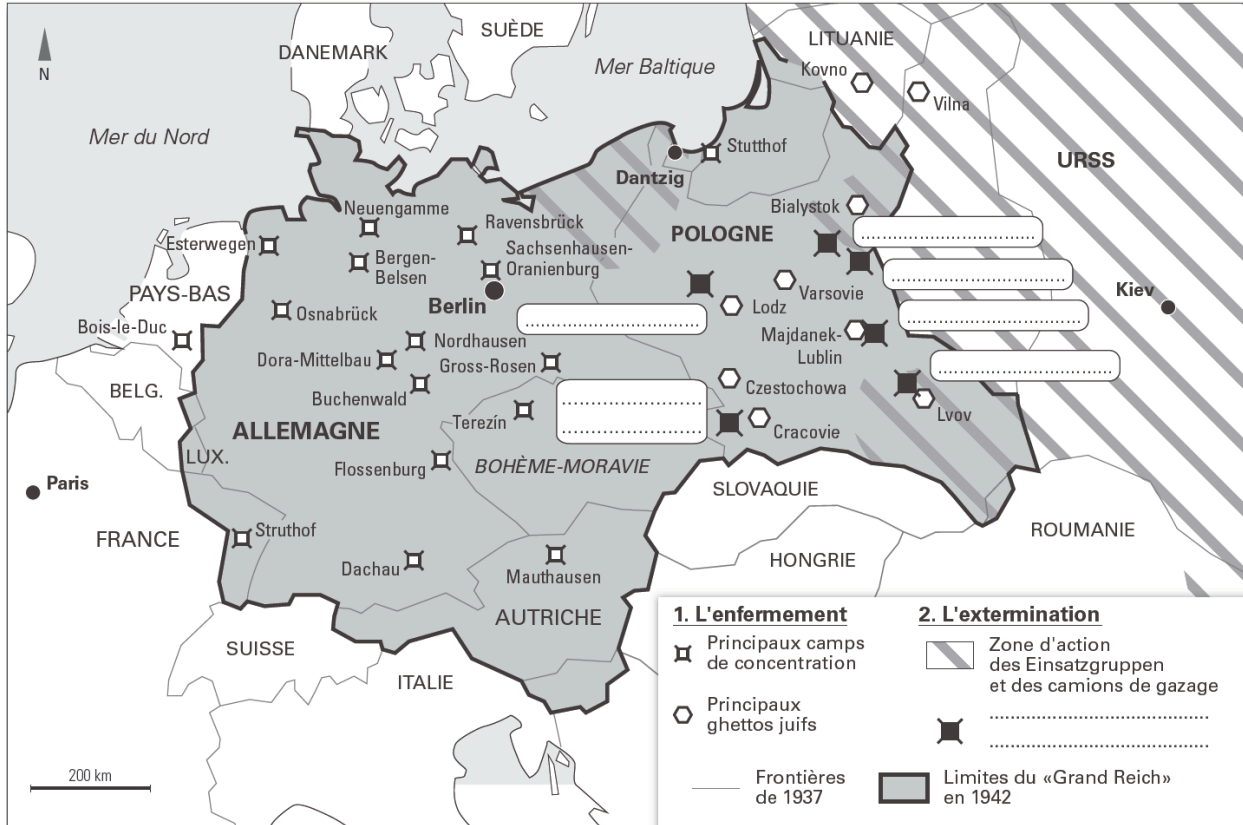 SUÈDE
DANEMARK
LITUANIE
N
Mer Baltique
Kovno
Vilna
Mer du Nord
Stutthof
URSS
Dantzig
Neuengamme
Bialystok
Ravensbrück
Esterwegen
POLOGNE
Sachsenhausen-
Oranienburg
Bergen-
Belsen
PAYS-BAS
Varsovie
Kiev
Berlin
Lodz
Osnabrück
Bois-le-Duc
Majdanek-
Lublin
Nordhausen
Dora-Mittelbau
Gross-Rosen
BELG.
Czestochowa
Buchenwald
Terezín
Lvov
ALLEMAGNE
Cracovie
LUX.
Flossenburg
BOHÈME-MORAVIE
Paris
SLOVAQUIE
ROUMANIE
FRANCE
Struthof
HONGRIE
Dachau
Mauthausen
AUTRICHE
SUISSE
ITALIE
200 km
1. L'enfermement
Principaux camps
de concentration
Principaux
ghettos juifs
Frontières
de 1937
2. L'extermination
Zone d'action
des Einsatzgruppen
et des camions de gazage
Limites du «Grand Reich»
en 1942